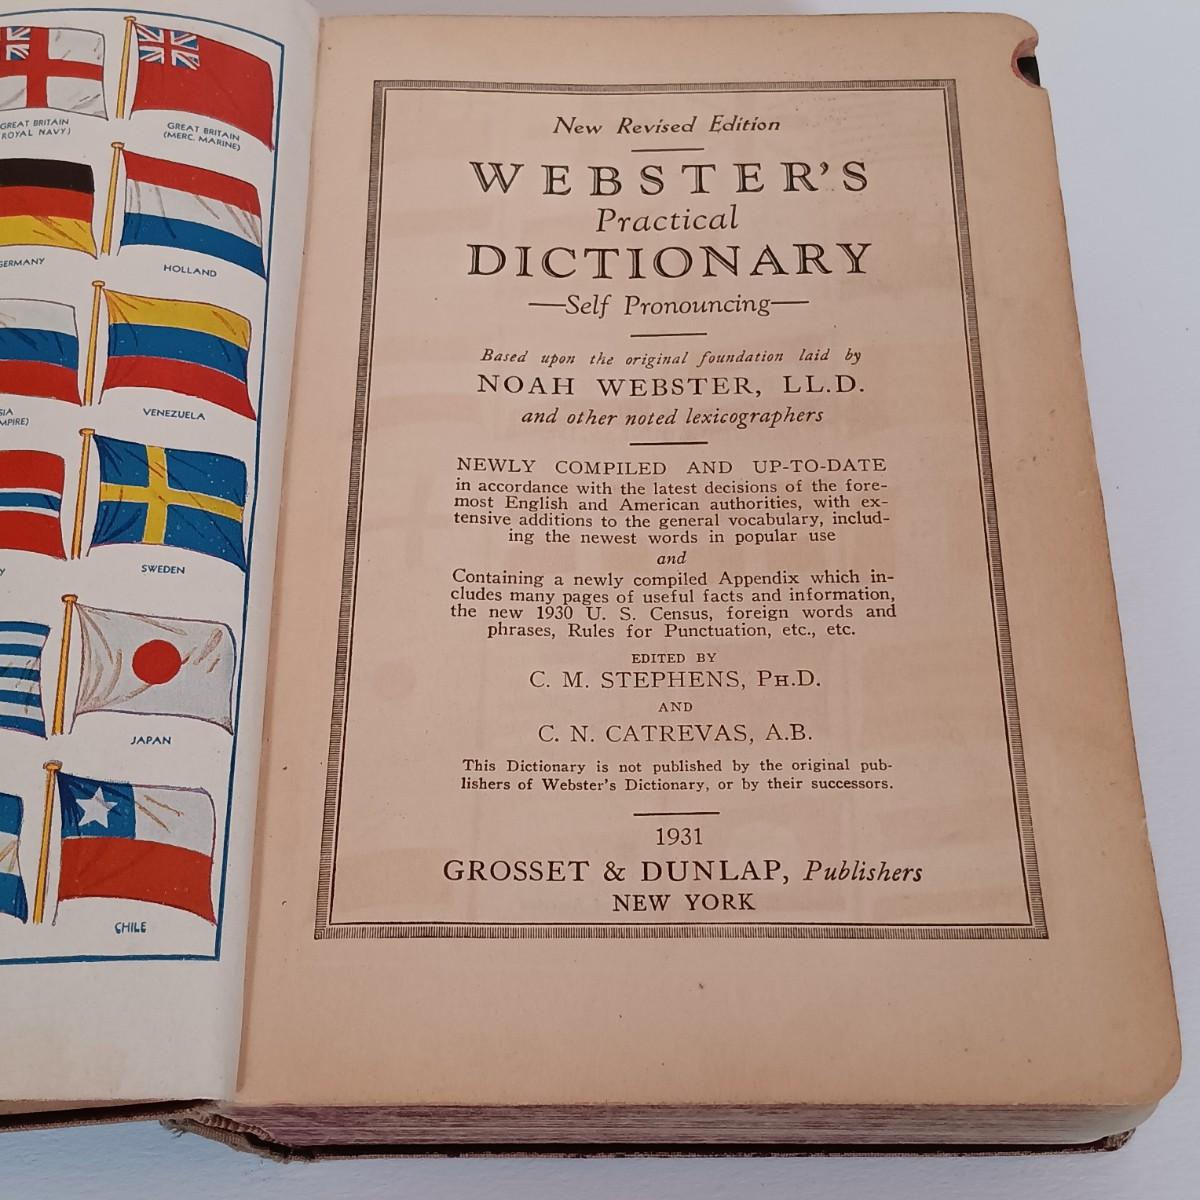 GREAT BRITAIN
ROYAL NAVY)
GREAT BRITAIN
(MERC. MARINE)
GERMANY
HOLLAND
VENEZUELA
SWEDEN
JAPAN
CHILE
New Revised Edition
WEBSTER'S
Practical
DICTIONARY
—Self Pronouncing—
Based upon the original foundation laid by
NOAH WEBSTER, LL.D.
and other noted lexicographers
NEWLY COMPILED AND UP-TO-DATE
in accordance with the latest decisions of the fore-
most English and American authorities, with ex-
tensive additions to the general vocabulary, includ-
ing the newest words in popular use
and
Containing a newly compiled Appendix which in-
cludes many pages of useful facts and information,
the new 1930 U. S. Census, foreign words and
phrases, Rules for Punctuation, etc., etc.
EDITED BY
C. M. STEPHENS, PH.D.
AND
C. N. CATREVAS, A.B.
This Dictionary is not published by the original pub-
lishers of Webster's Dictionary, or by their successors.
1931
GROSSET & DUNLAP, Publishers
NEW YORK